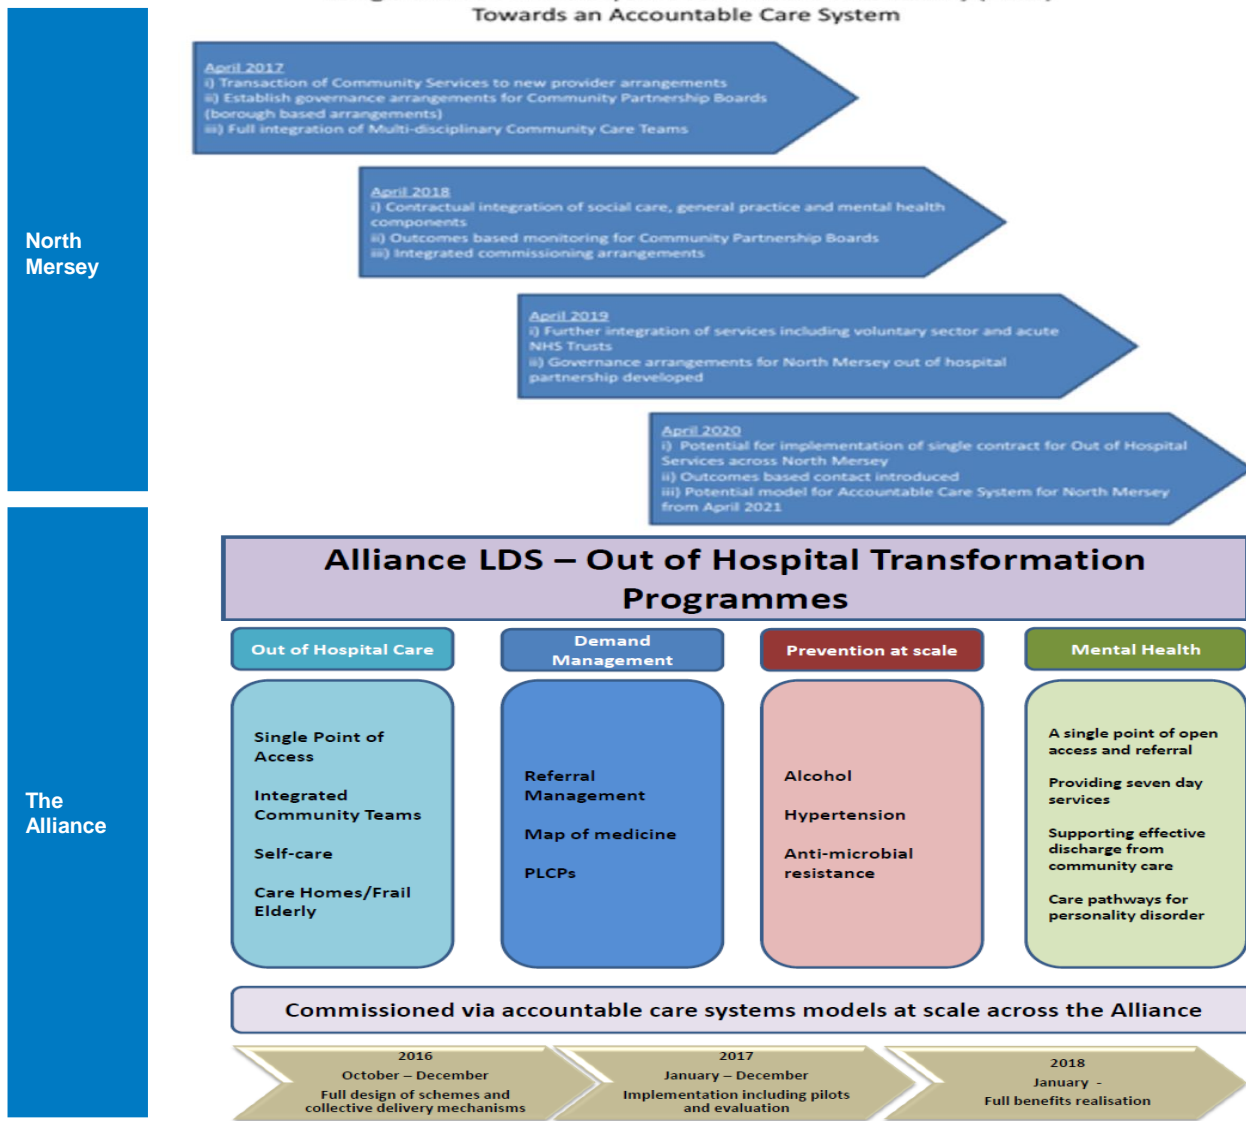 Towards an Accountable Care System
North
Mersey
April 2017
i) Transaction of Community Services to new provider arrangements
ii) Establish governance arrangements for Community Partnership Boards
(borough based arrangements)
iii) Full integration of Multi-disciplinary Community Care Teams
April 2018
i) Contractual integration of social care, general practice and mental health
components
ii) Outcomes based monitoring for Community Partnership Boards
iii) Integrated commissioning arrangements
April 2019
i) Further integration of services including voluntary sector and acute
NHS Trusts
ii) Governance arrangements for North Mersey out of hospital
partnership developed
April 2020
i) Potential for implementation of single contract for Out of Hospital
Services across North Mersey
ii) Outcomes based contact introduced
iii) Potential model for Accountable Care System for North Mersey
from April 2021
The
Alliance
Alliance LDS – Out of Hospital Transformation
Programmes
Out of Hospital Care
Single Point of
Access
Integrated
Community Teams
Self-care
Care Homes/Frail
Elderly
Demand
Management
Referral
Management
Map of medicine
PLCPs
Prevention at scale
Alcohol
Hypertension
Anti-microbial
resistance
Mental Health
A single point of open
access and referral
Providing seven day
services
Supporting effective
discharge from
community care
Care pathways for
personality disorder
Commissioned via accountable care systems models at scale across the Alliance
2016
October – December
Full design of schemes and
collective delivery mechanisms
2017
January – December
Implementation including pilots
and evaluation
2018
January -
Full benefits realisation